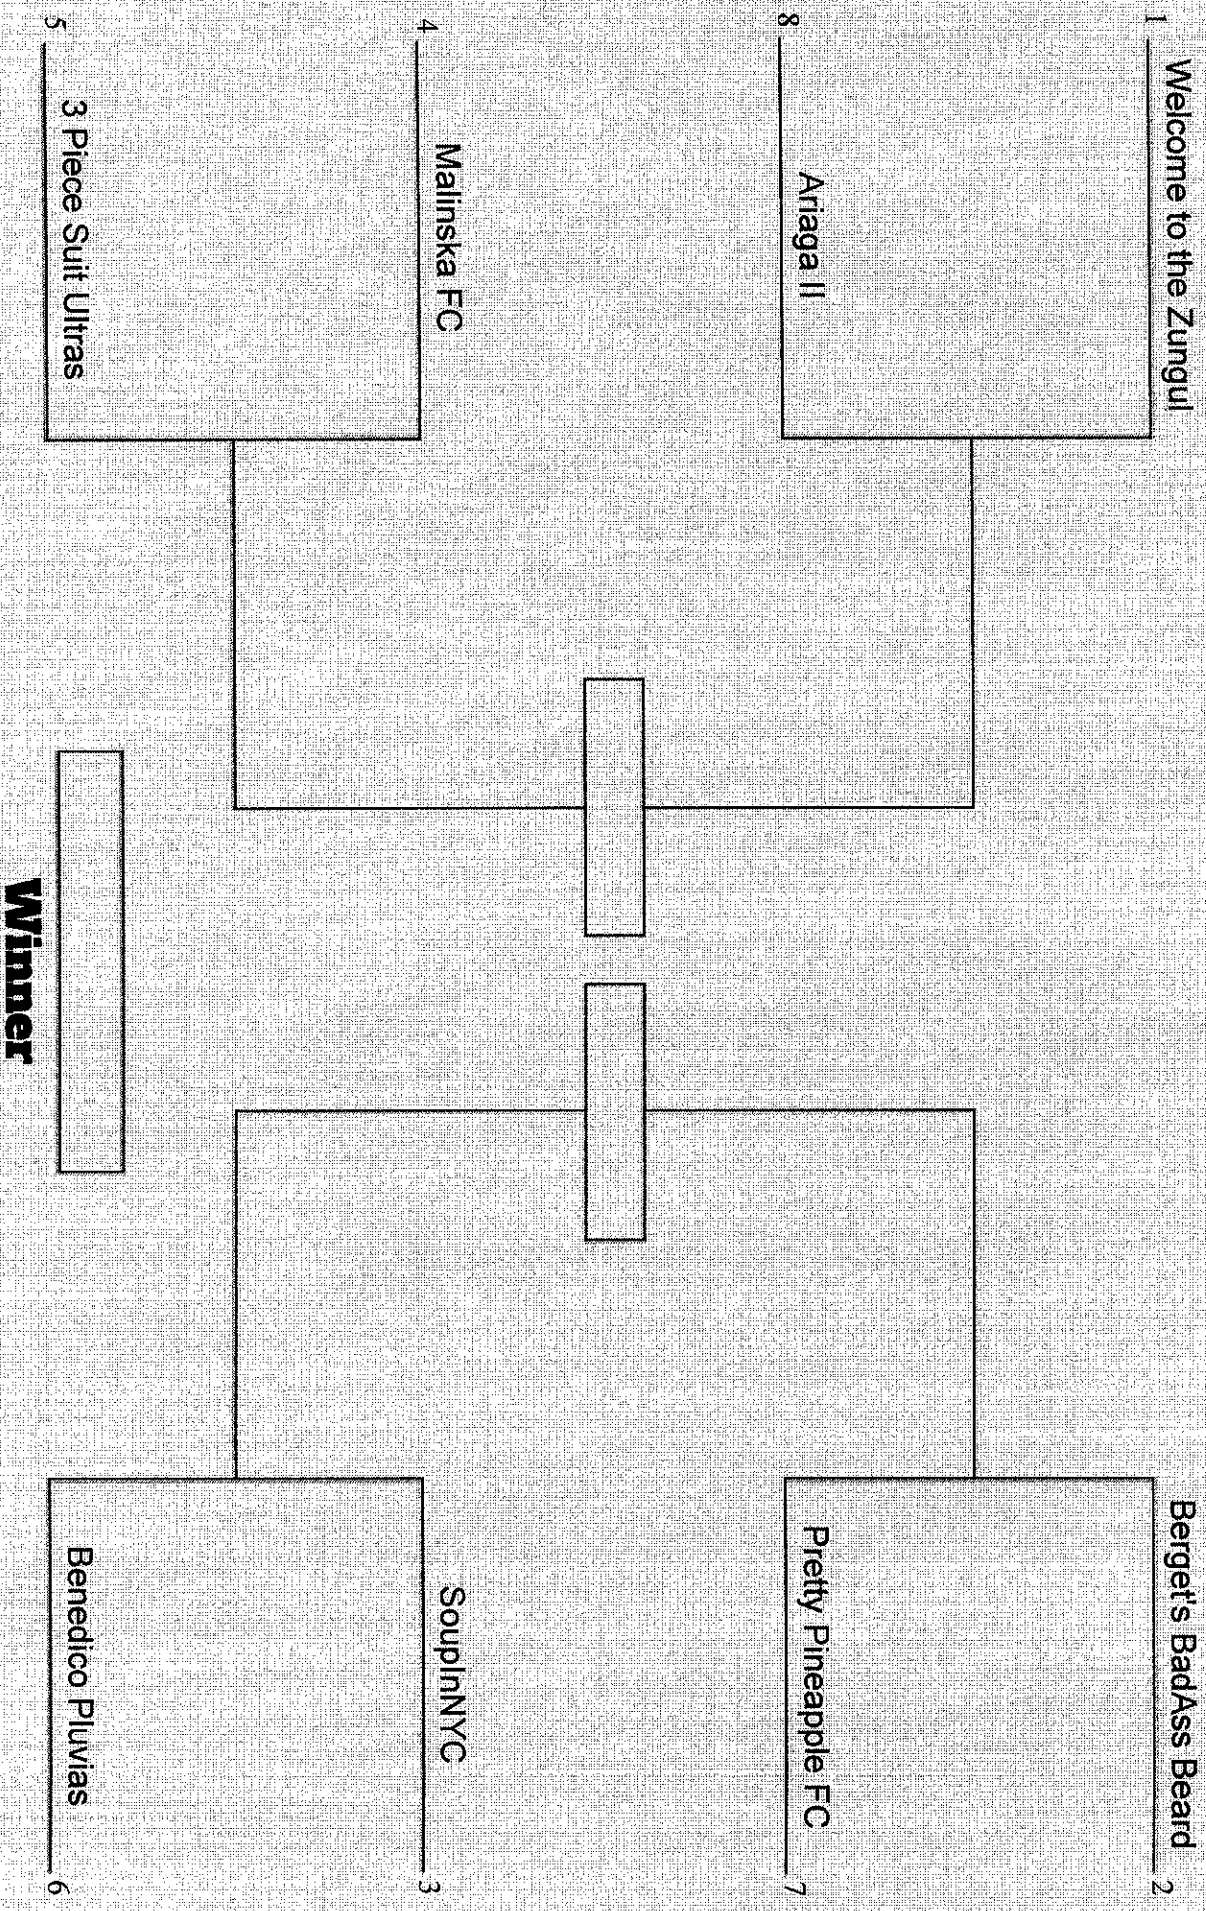 1 Welcome to the Zungul
8 Ariaga II
4 Malinska FC
5 3 Piece Suit Ultras
Berget's BadAss Beard 2
Pretty Pineapple FC 7
SoupInNYC 3
Benedico Pluvias 6
Winner